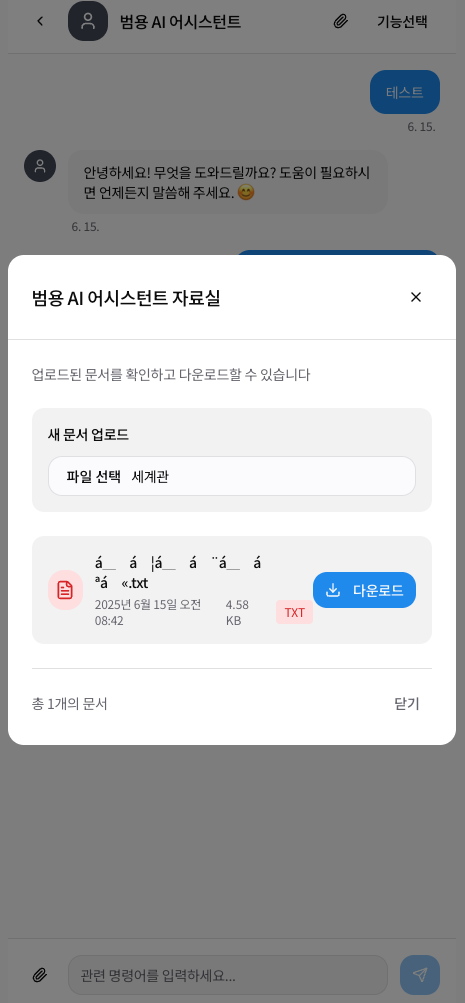 범용 AI 어시스턴트
기능선택
테스트
6. 15.
안녕하세요! 무엇을 도와드릴까요? 도움이 필요하시
면 언제든지 말씀해 주세요. 😊
6. 15.
범용 AI 어시스턴트 자료실
업로드된 문서를 확인하고 다운로드할 수 있습니다
새 문서 업로드
파일 선택 세계관
á__ á ¦á__ á ¨á__ á
ªá «.txt
2025년 6월 15일 오전
08:42
4.58
KB
TXT
다운로드
총 1개의 문서
닫기
관련 명령어를 입력하세요...